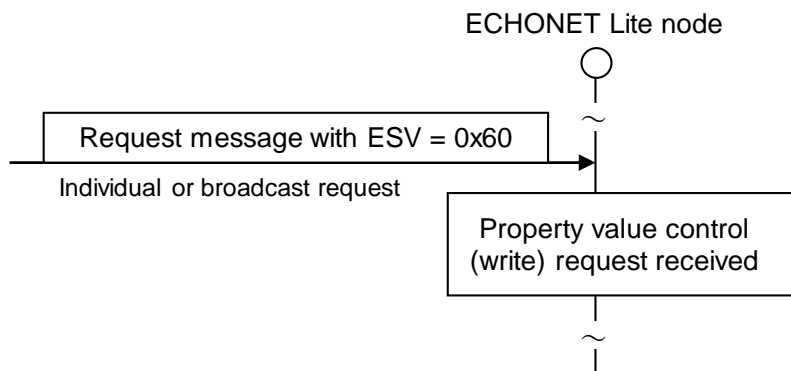 ECHONET Lite node
Request message with ESV = 0x60
Individual or broadcast request
Property value control
(write) request received